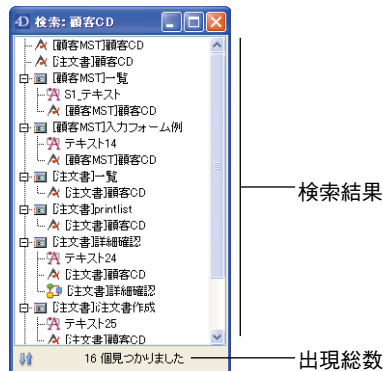 検索: 顧客CD
[顧客MST]顧客CD
[注文書]顧客CD
[顧客MST]一覧
S1_テキスト
[顧客MST]顧客CD
[顧客MST]入力フォーム例
テキスト14
[顧客MST]顧客CD
[注文書]一覧
[注文書]顧客CD
[注文書]printlist
[注文書]顧客CD
[注文書]詳細確認
テキスト24
[注文書]顧客CD
[注文書]詳細確認
[注文書]注文書作成
テキスト25
[注文書]顧客CD
16 個見つかりました
検索結果
出現総数